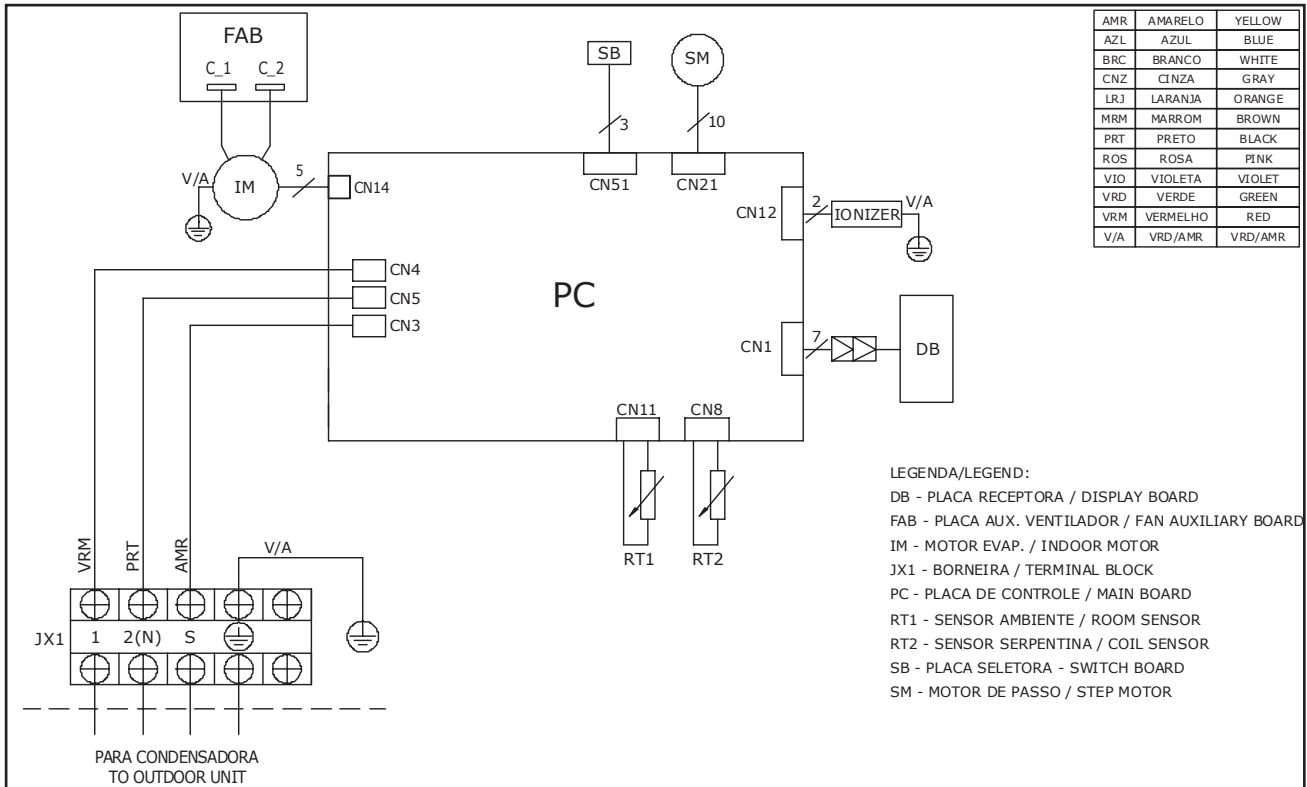 FAB
C_1 C_2
SB
SM
3
10
CN51
CN21
V/A
IM
5
CN14
CN12
2
IONIZER
V/A
CN4
CN5
CN3
PC
CN1
7
DB
CN11
CN8
RT1
RT2
VRM
PRT
AMR
V/A
JX1
1
2(N)
S
PARA CONDENSADORA
TO OUTDOOR UNIT
AMR AMARELO YELLOW
AZL AZUL BLUE
BRC BRANCO WHITE
CNZ CINZA GRAY
LRJ LARANJA ORANGE
MRM MARROM BROWN
PRT PRETO BLACK
ROS ROSA PINK
VIO VIOLETA VIOLET
VRD VERDE GREEN
VRM VERMELHO RED
V/A VRD/AMR VRD/AMR
LEGENDA/LEGEND:
DB - PLACA RECEPTORA / DISPLAY BOARD
FAB - PLACA AUX. VENTILADOR / FAN AUXILIARY BOARD
IM - MOTOR EVAP. / INDOOR MOTOR
JX1 - BORNEIRA / TERMINAL BLOCK
PC - PLACA DE CONTROLE / MAIN BOARD
RT1 - SENSOR AMBIENTE / ROOM SENSOR
RT2 - SENSOR SERPENTINA / COIL SENSOR
SB - PLACA SELETORA - SWITCH BOARD
SM - MOTOR DE PASSO / STEP MOTOR